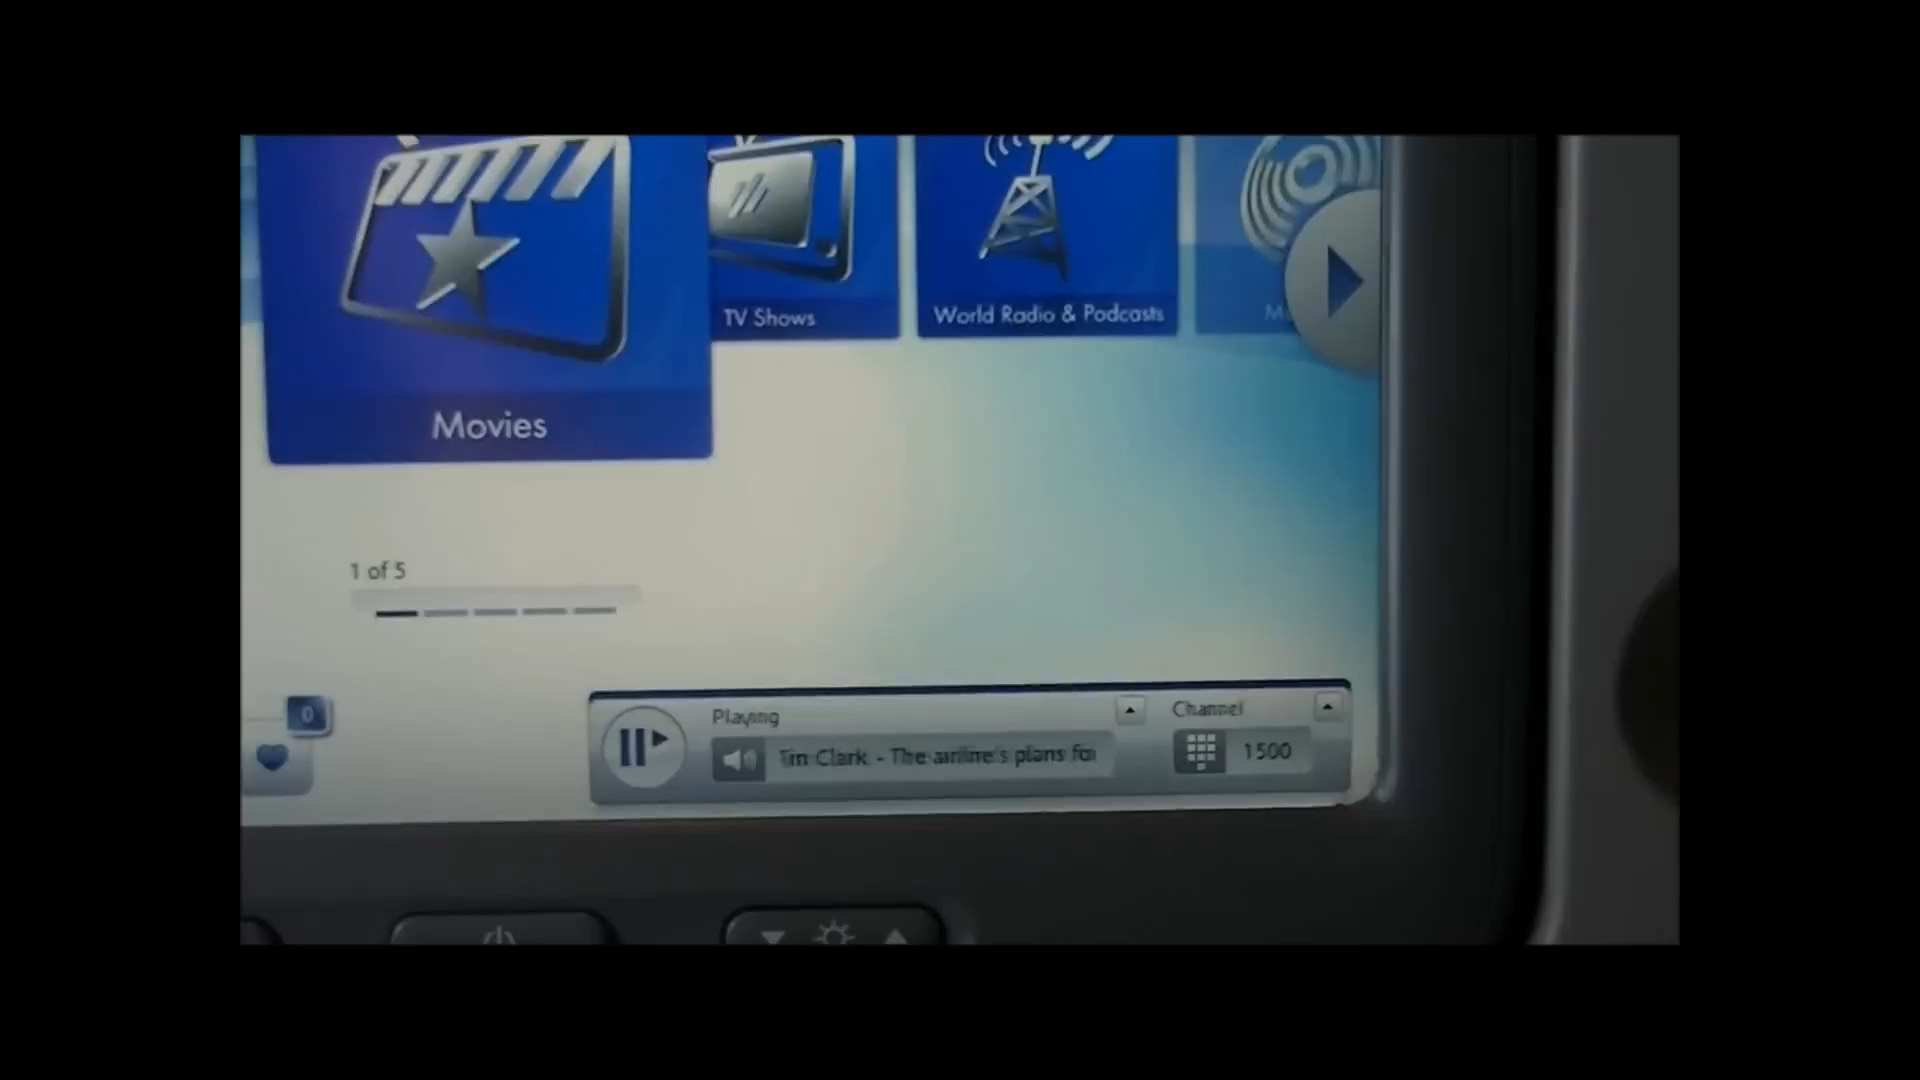 TV Shows
World Radio & Podcasts
Movies
1 of 5
0
Playing
Tim Clark - The airline's plans for
Channel
1500